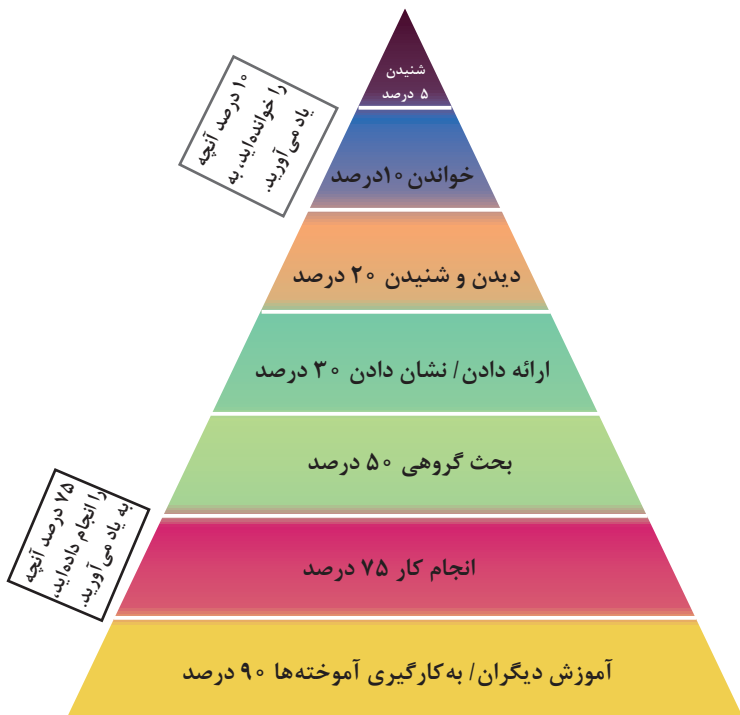 شنیدن
۵ درصد
۱۰ درصد آنچه
را خوانده‌اید، به
یاد می‌آورید.
خواندن ۱۰درصد
دیدن و شنیدن ۲۰ درصد
ارائه دادن/ نشان دادن ۳۰ درصد
بحث گروهی ۵۰ درصد
۷۵ درصد آنچه
را انجام داده‌اید،
به یاد می‌آورید.
انجام کار ۷۵ درصد
آموزش دیگران/ به‌کارگیری آموخته‌ها ۹۰ درصد